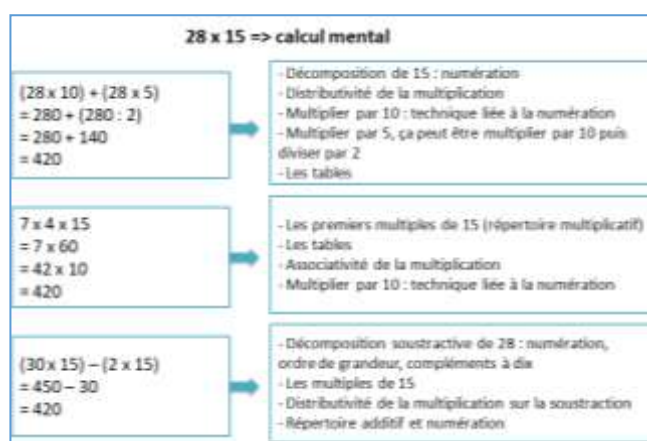 28 x 15 => calcul mental
(28 x 10) + (28 x 5)
= 280 + (280 : 2)
= 280 + 140
= 420
- Décomposition de 15 : numération
- Distributivité de la multiplication
- Multiplier par 10 : technique liée à la numération
- Multiplier par 5, ça peut être multiplier par 10 puis
diviser par 2
- Les tables
7 x 4 x 15
= 7 x 60
= 42 x 10
= 420
- Les premiers multiples de 15 (répertoire multiplicatif)
- Les tables
- Associativité de la multiplication
- Multiplier par 10 : technique liée à la numération
(30 x 15) – (2 x 15)
= 450 – 30
= 420
- Décomposition soustractive de 28 : numération,
ordre de grandeur, compléments à dix
- Les multiples de 15
- Distributivité de la multiplication sur la soustraction
- Répertoire additif et numération